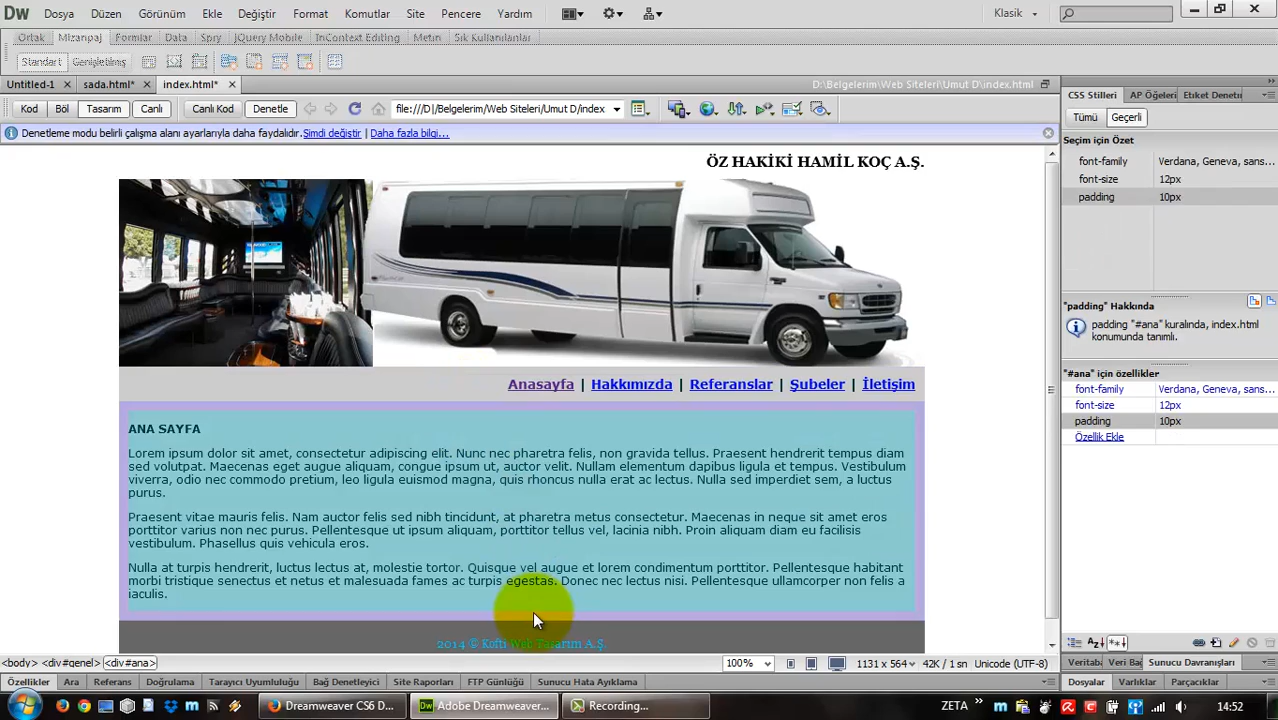 Dw Dosya Düzen Görünüm Ekle Değiştir Format Komutlar Site Pencere Yardım Klasik
Ortak Mizanpaj Formlar Data Spry jQuery Mobile InContext Editing Metin Sık Kullanılanlar
Standart Genişletilmiş
Untitled-1 sada.html* index.html* D:\Belgelerim\Web Siteleri\Umut D\index.html
Kod Böl Tasarım Canlı Canlı Kod Denetle file:///D|/Belgelerim/Web Siteleri/Umut D/index
Denetleme modu belirli çalışma alanı ayarlarıyla daha faydalıdır. Şimdi değiştir | Daha fazla bilgi...
ÖZ HAKİKİ HAMİL KOÇ A.Ş.
Anasayfa | Hakkımızda | Referanslar | Şubeler | İletişim
ANA SAYFA
Lorem ipsum dolor sit amet, consectetur adipiscing elit. Nunc nec pharetra felis, non gravida tellus. Praesent hendrerit tempus diam
sed volutpat. Maecenas eget augue aliquam, congue ipsum ut, auctor velit. Nullam elementum dapibus ligula et tempus. Vestibulum
viverra, odio nec commodo pretium, leo ligula euismod magna, quis rhoncus nulla erat ac lectus. Nulla sed imperdiet sem, a luctus
purus.
Praesent vitae mauris felis. Nam auctor felis sed nibh tincidunt, at pharetra metus consectetur. Maecenas in neque sit amet eros
porttitor varius non nec purus. Pellentesque ut ipsum aliquam, porttitor tellus vel, lacinia nibh. Proin aliquam diam eu facilisis
vestibulum. Phasellus quis vehicula eros.
Nulla at turpis hendrerit, luctus lectus at, molestie tortor. Quisque vel augue et lorem condimentum porttitor. Pellentesque habitant
morbi tristique senectus et netus et malesuada fames ac turpis egestas. Donec nec lectus nisi. Pellentesque ullamcorper non felis a
iaculis.
2014 © Kofti Web Tasarım A.Ş.
<body> <div#genel> <div#ana> 100% 1131 x 564 42K / 1 sn Unicode (UTF-8)
Özellikler Ara Referans Doğrulama Tarayıcı Uyumluluğu Bağ Denetleyici Site Raporları FTP Günlüğü Sunucu Hata Ayıklama
CSS Stilleri AP Öğeleri Etiket Denetin
Tümü Geçerli
Seçim için Özet
font-family Verdana, Geneva, sans...
font-size 12px
padding 10px
"padding" Hakkında
padding "#ana" kuralında, index.html
konumunda tanımlı.
"#ana" için özellikler
font-family Verdana, Geneva, sans...
font-size 12px
padding 10px
Özellik Ekle
Veritaba Veri Bağ Sunucu Davranışları
Dosyalar Varlıklar Parçacıklar
Dreamweaver CS6 D... Adobe Dreamweaver... Recording... ZETA 14:52